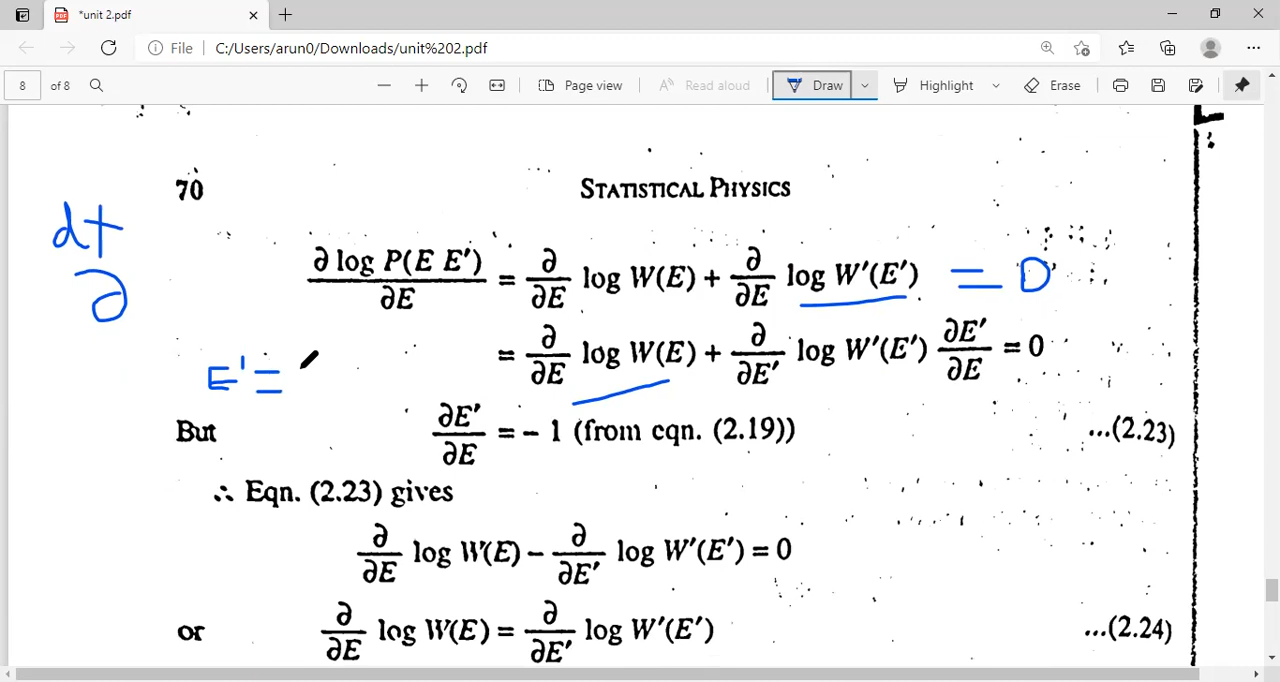 *unit 2.pdf
File C:/Users/arun0/Downloads/unit%202.pdf
8 of 8 Page view Read aloud Draw Highlight Erase
70 STATISTICAL PHYSICS
dt
∂
∂ log P(E E')/∂E = ∂/∂E log W(E) + ∂/∂E log W'(E') = 0
= ∂/∂E log W(E) + ∂/∂E' log W'(E') ∂E'/∂E = 0
E' =
But ∂E'/∂E = – 1 (from eqn. (2.19)) ...(2.23)
∴ Eqn. (2.23) gives
∂/∂E log W(E) – ∂/∂E' log W'(E') = 0
or ∂/∂E log W(E) = ∂/∂E' log W'(E') ...(2.24)